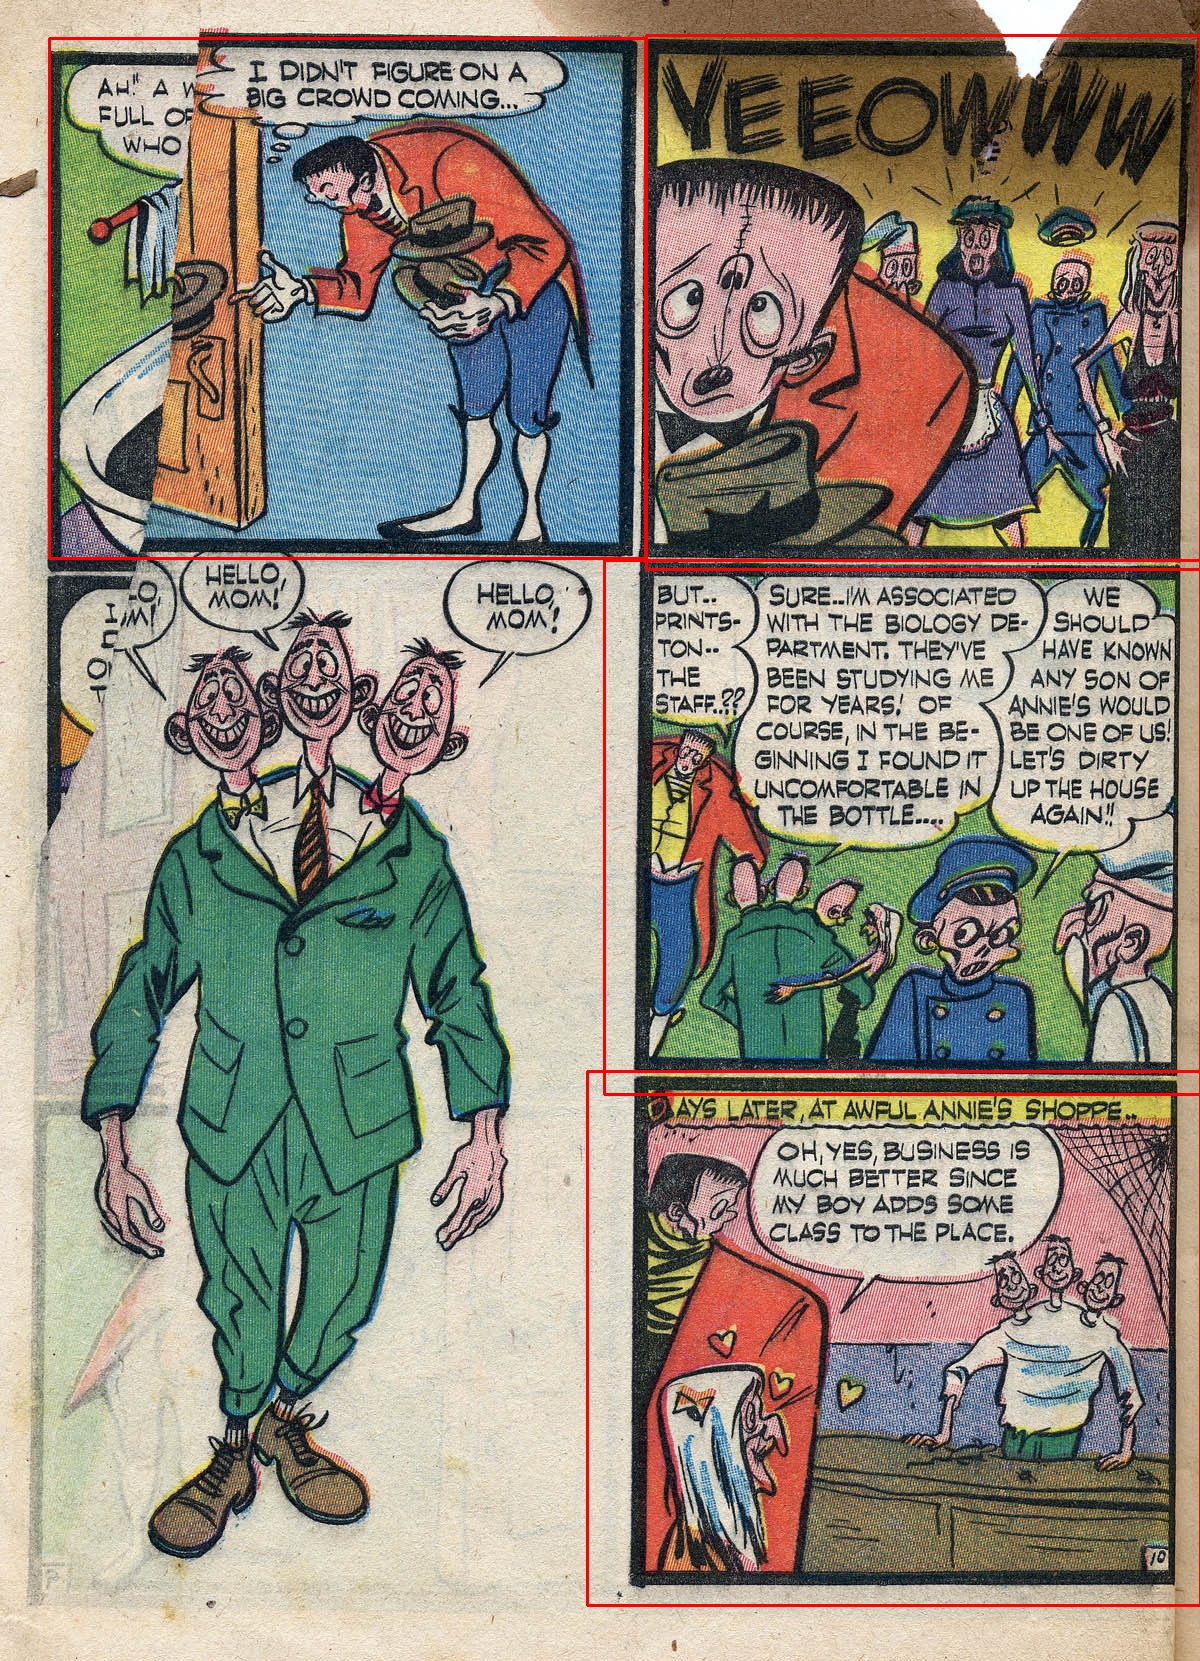 AH!! A W
FULL OF
WHO
I DIDN'T FIGURE ON A
BIG CROWD COMING...
YEEOWWW
HELLO,
MOM!
HELLO,
MOM!
BUT..
PRINTS-
TON--
THE
STAFF..??
SURE...I'M ASSOCIATED
WITH THE BIOLOGY DE-
PARTMENT. THEY'VE
BEEN STUDYING ME
FOR YEARS! OF
COURSE, IN THE BE-
GINNING I FOUND IT
UNCOMFORTABLE IN
THE BOTTLE....
WE
SHOULD
HAVE KNOWN
ANY SON OF
ANNIE'S WOULD
BE ONE OF US!
LET'S DIRTY
UP THE HOUSE
AGAIN!!
DAYS LATER, AT AWFUL ANNIE'S SHOPPE..
OH, YES, BUSINESS IS
MUCH BETTER SINCE
MY BOY ADDS SOME
CLASS TO THE PLACE.
10